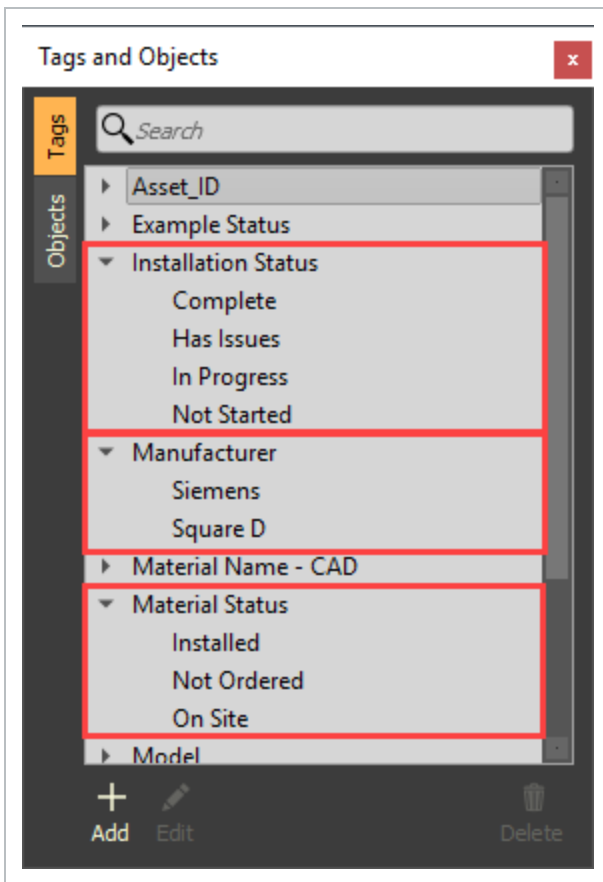 Tags and Objects
x
Tags
Objects
Search
Asset_ID
Example Status
Installation Status
Complete
Has Issues
In Progress
Not Started
Manufacturer
Siemens
Square D
Material Name - CAD
Material Status
Installed
Not Ordered
On Site
Model
Add Edit Delete